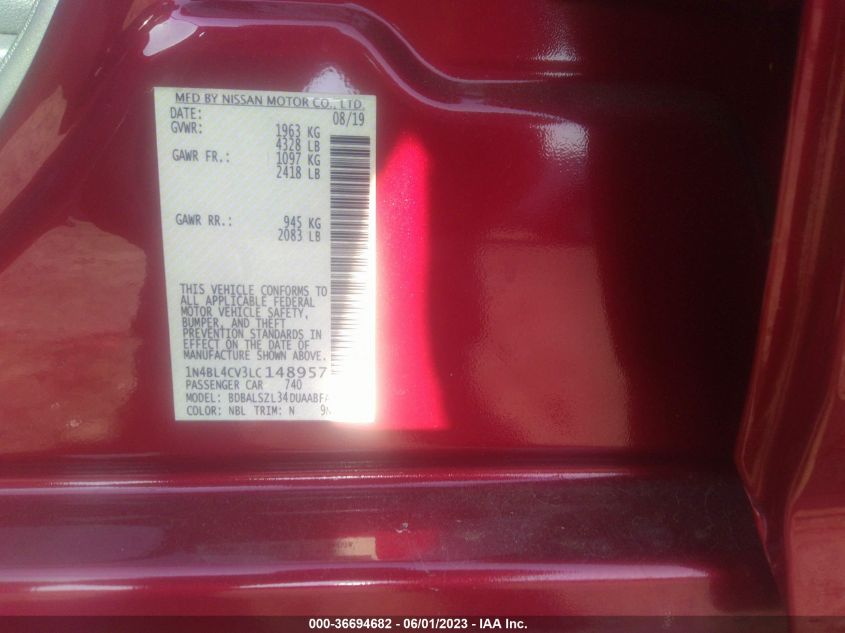 MFD BY NISSAN MOTOR CO., LTD.
DATE: 08/19
GVWR: 1963 KG
4328 LB
GAWR FR.: 1097 KG
2418 LB
GAWR RR.: 945 KG
2083 LB
THIS VEHICLE CONFORMS TO
ALL APPLICABLE FEDERAL
MOTOR VEHICLE SAFETY,
BUMPER, AND THEFT
PREVENTION STANDARDS IN
EFFECT ON THE DATE OF
MANUFACTURE SHOWN ABOVE.
1N4BL4CV3LC148957
PASSENGER CAR 740
MODEL: BDBALSZL34DUAABFA
COLOR: NBL TRIM: N
000-36694682 - 06/01/2023 - IAA Inc.